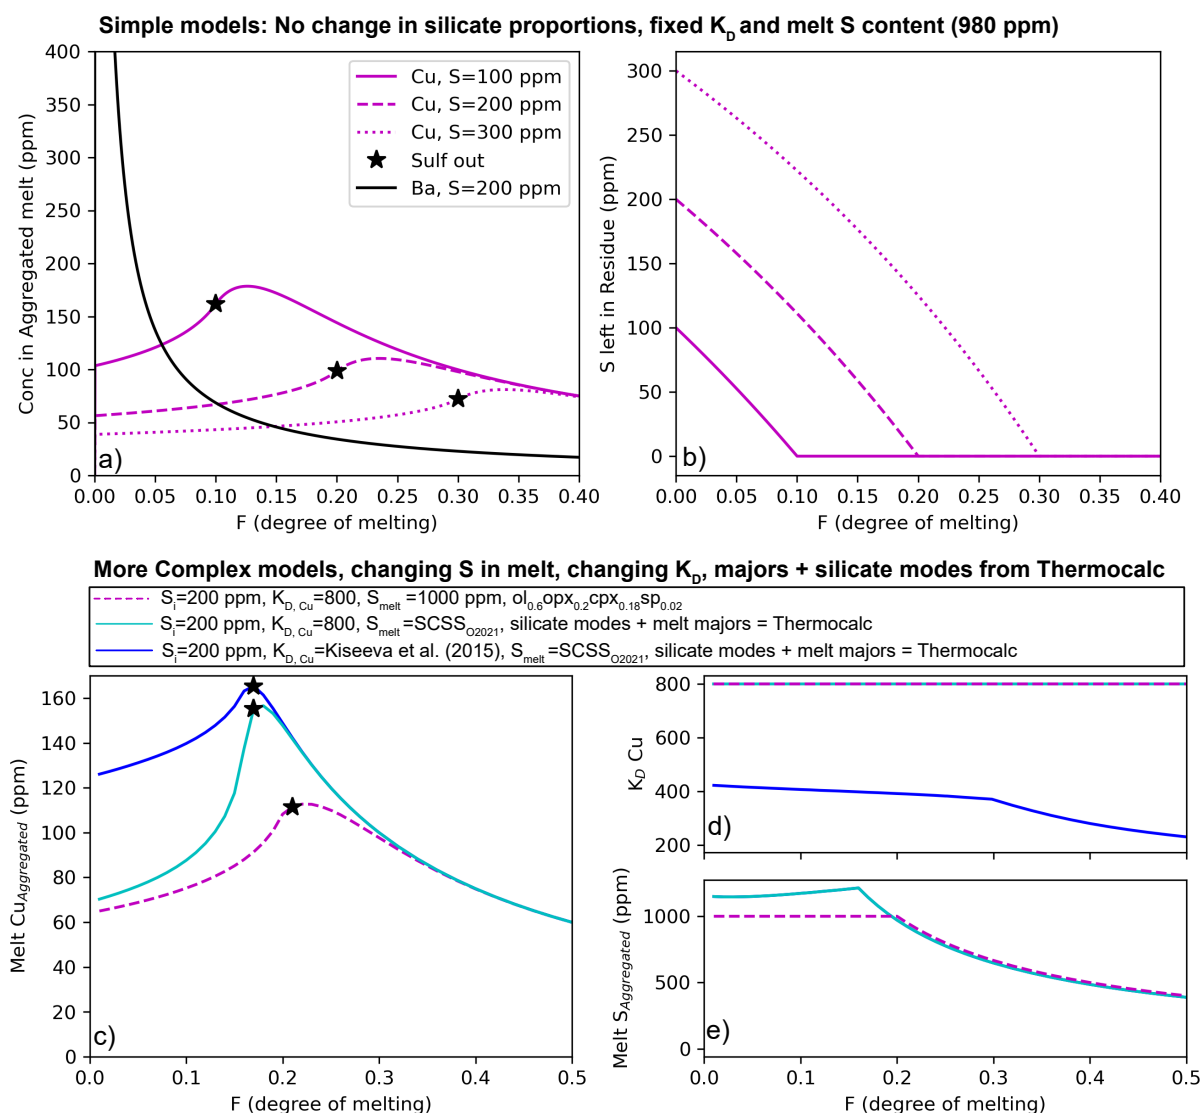 Simple models: No change in silicate proportions, fixed K_D and melt S content (980 ppm)
400
350
300
250
200
150
100
50
0
Conc in Aggregated melt (ppm)
Cu, S=100 ppm
Cu, S=200 ppm
Cu, S=300 ppm
Sulf out
Ba, S=200 ppm
a)
0.00 0.05 0.10 0.15 0.20 0.25 0.30 0.35 0.40
F (degree of melting)
300
250
200
150
100
50
0
S left in Residue (ppm)
b)
0.00 0.05 0.10 0.15 0.20 0.25 0.30 0.35 0.40
F (degree of melting)
More Complex models, changing S in melt, changing K_D, majors + silicate modes from Thermocalc
S_i=200 ppm, K_D, Cu=800, S_melt=1000 ppm, ol_0.6opx_0.2cpx_0.18sp_0.02
S_i=200 ppm, K_D, Cu=800, S_melt=SCSS_O2021, silicate modes + melt majors = Thermocalc
S_i=200 ppm, K_D, Cu=Kiseeva et al. (2015), S_melt=SCSS_O2021, silicate modes + melt majors = Thermocalc
160
140
120
100
80
60
40
20
0
Melt Cu_Aggregated (ppm)
c)
0.0 0.1 0.2 0.3 0.4 0.5
F (degree of melting)
800
600
400
200
K_D Cu
d)
1000
500
0
Melt S_Aggregated (ppm)
e)
0.0 0.1 0.2 0.3 0.4 0.5
F (degree of melting)